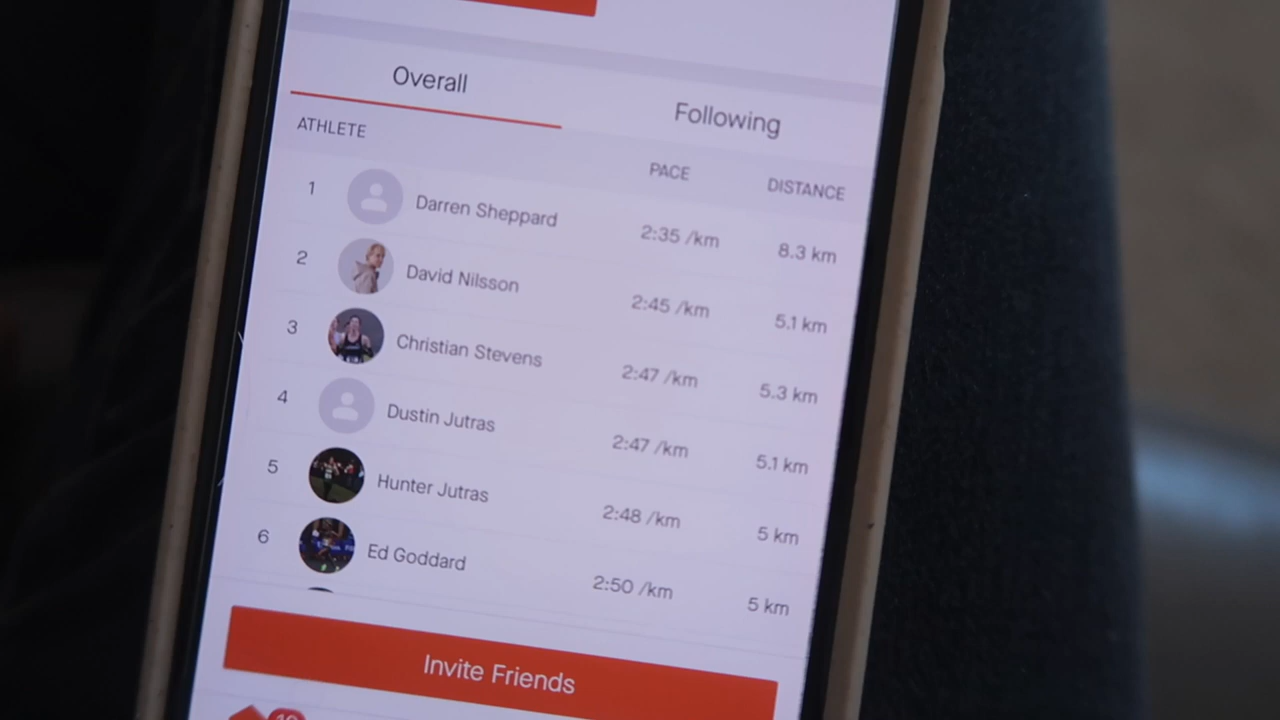 Overall Following
ATHLETE PACE DISTANCE
1 Darren Sheppard 2:35 /km 8.3 km
2 David Nilsson 2:45 /km 5.1 km
3 Christian Stevens 2:47 /km 5.3 km
4 Dustin Jutras 2:47 /km 5.1 km
5 Hunter Jutras 2:48 /km 5 km
6 Ed Goddard 2:50 /km 5 km
Invite Friends